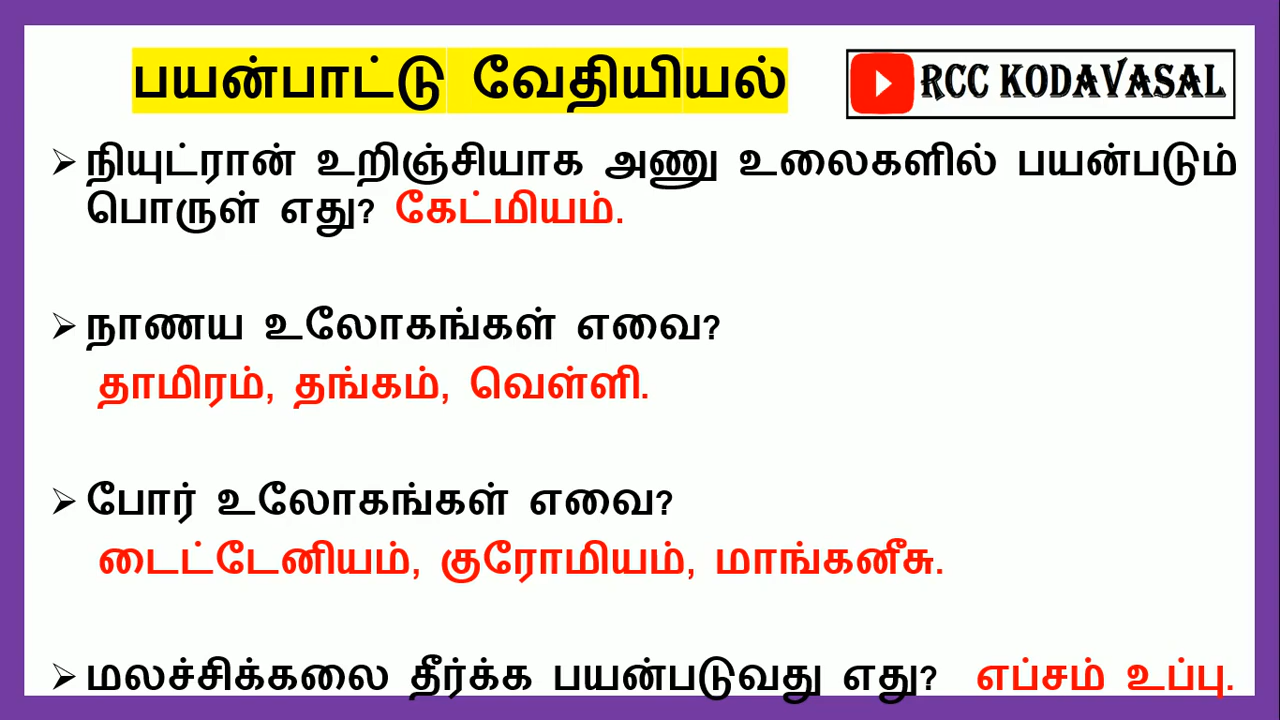 பயன்பாட்டு வேதியியல்
RCC KODAVASAL
நியுட்ரான் உறிஞ்சியாக அணு உலைகளில் பயன்படும்
பொருள் எது? கேட்மியம்.
நாணய உலோகங்கள் எவை?
தாமிரம், தங்கம், வெள்ளி.
போர் உலோகங்கள் எவை?
டைட்டேனியம், குரோமியம், மாங்கனீசு.
மலச்சிக்கலை தீர்க்க பயன்படுவது எது? எப்சம் உப்பு.